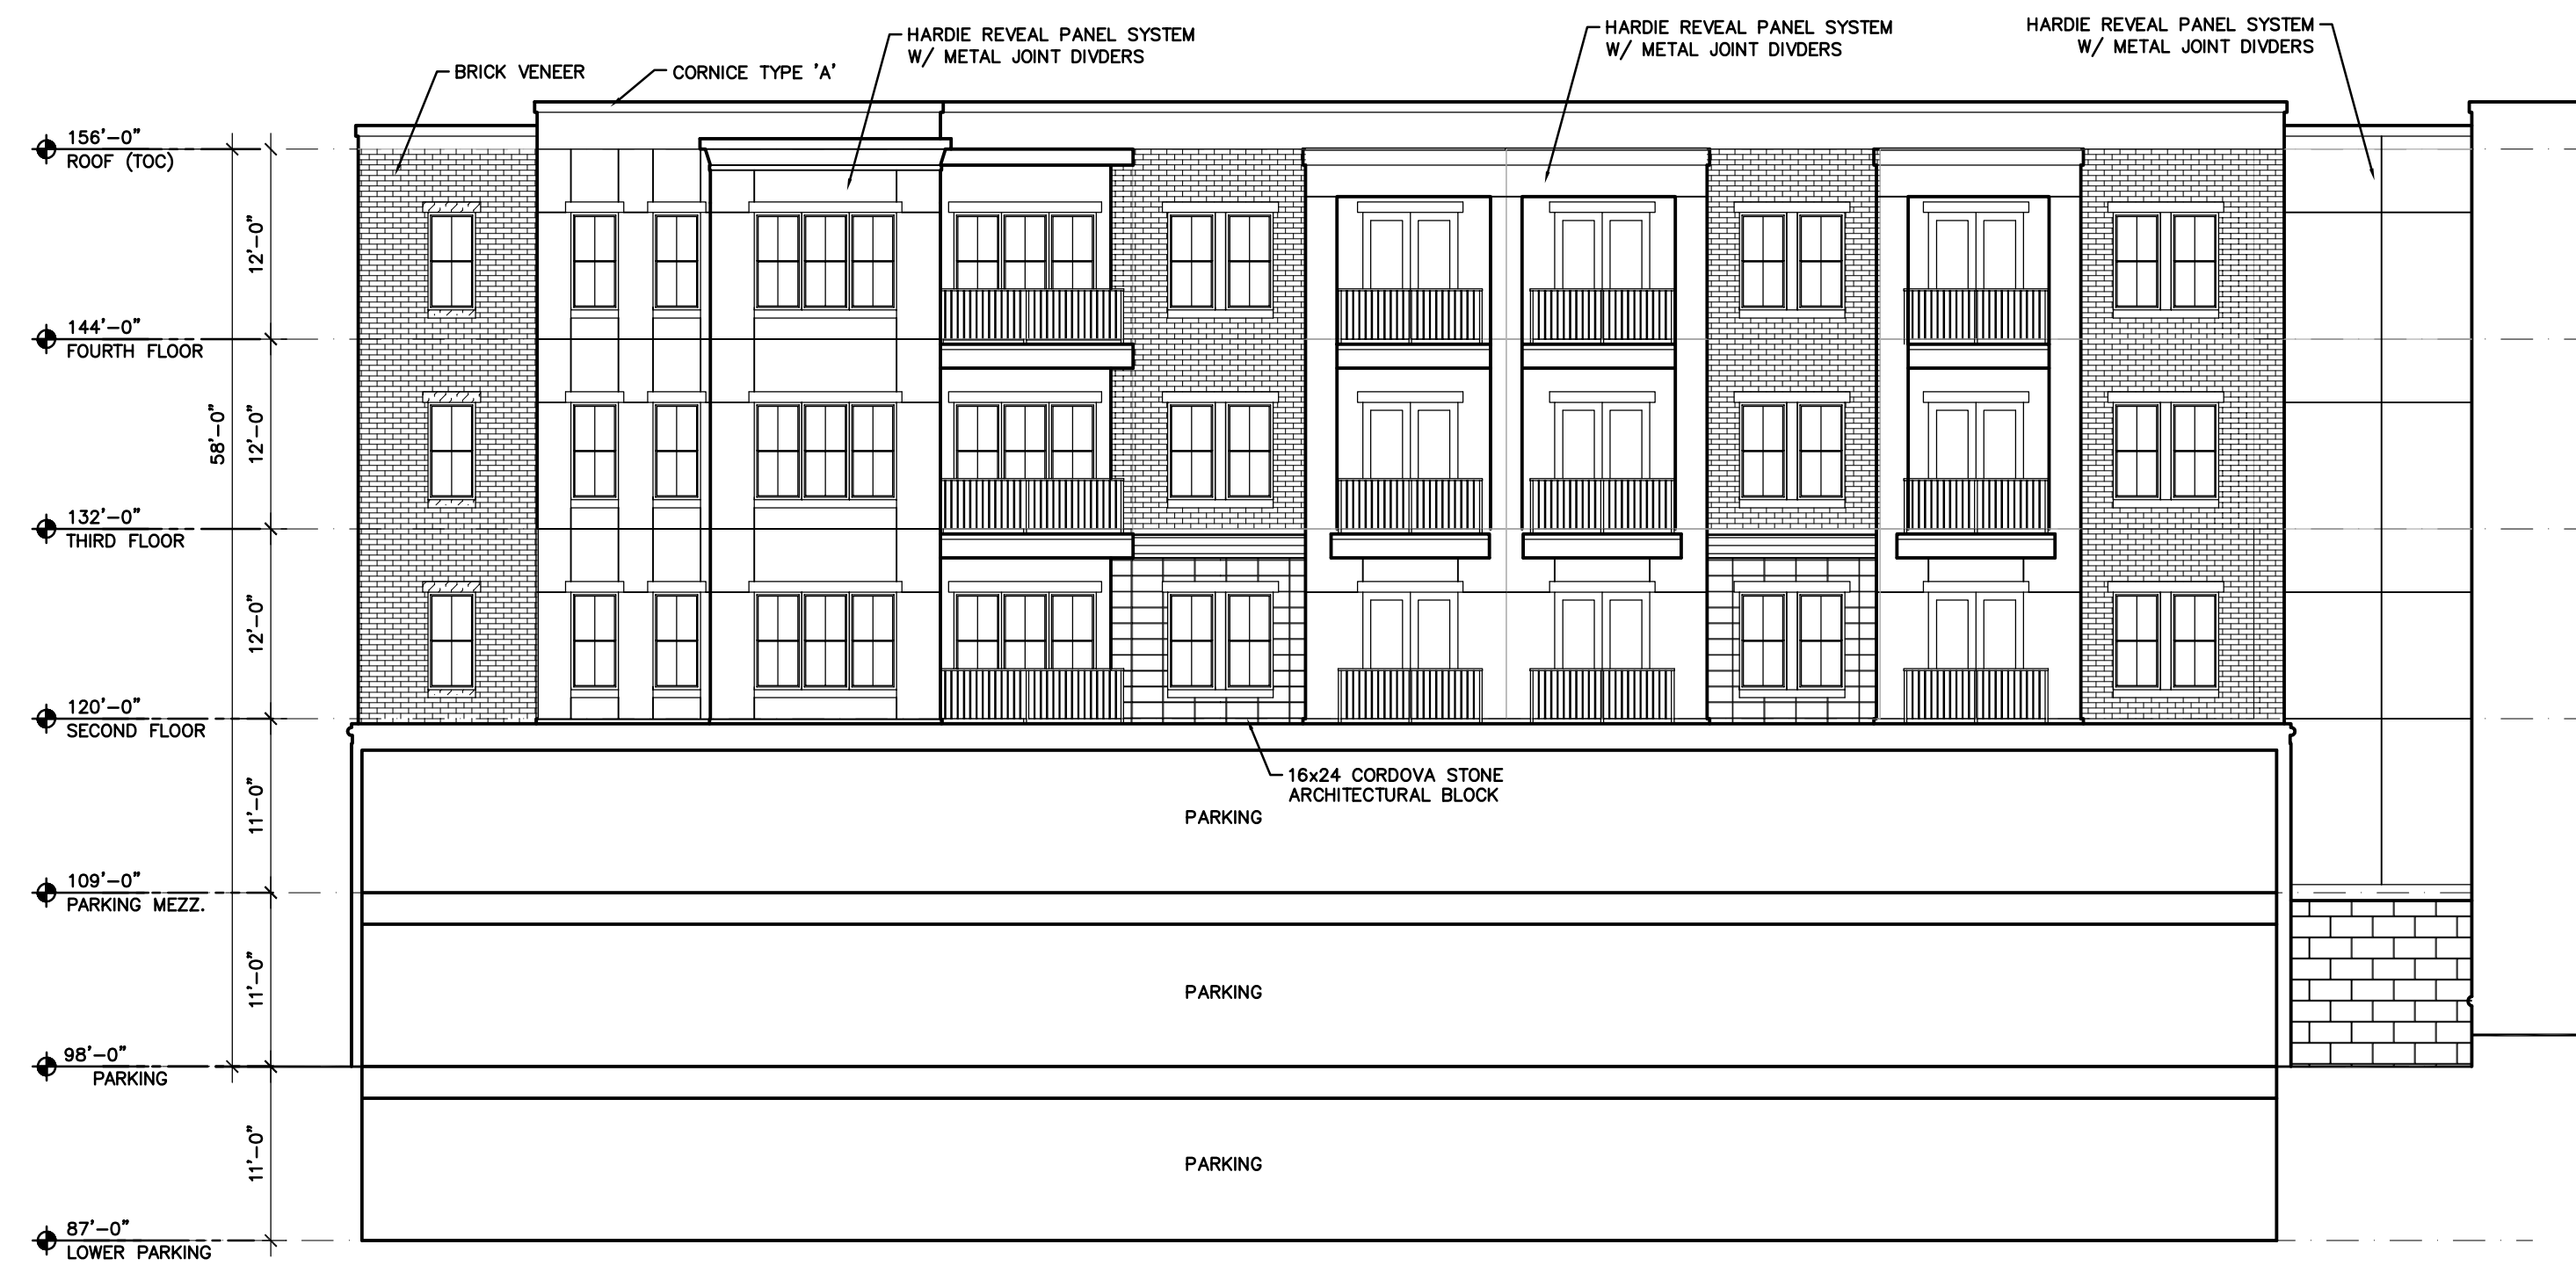 HARDIE REVEAL PANEL SYSTEM
W/ METAL JOINT DIVDERS
HARDIE REVEAL PANEL SYSTEM
W/ METAL JOINT DIVDERS
HARDIE REVEAL PANEL SYSTEM
W/ METAL JOINT DIVDERS
BRICK VENEER
CORNICE TYPE 'A'
156'-0"
ROOF (TOC)
12'-0"
144'-0"
FOURTH FLOOR
58'-0"
12'-0"
132'-0"
THIRD FLOOR
12'-0"
120'-0"
SECOND FLOOR
16x24 CORDOVA STONE
ARCHITECTURAL BLOCK
11'-0"
PARKING
109'-0"
PARKING MEZZ.
11'-0"
PARKING
98'-0"
PARKING
11'-0"
PARKING
87'-0"
LOWER PARKING